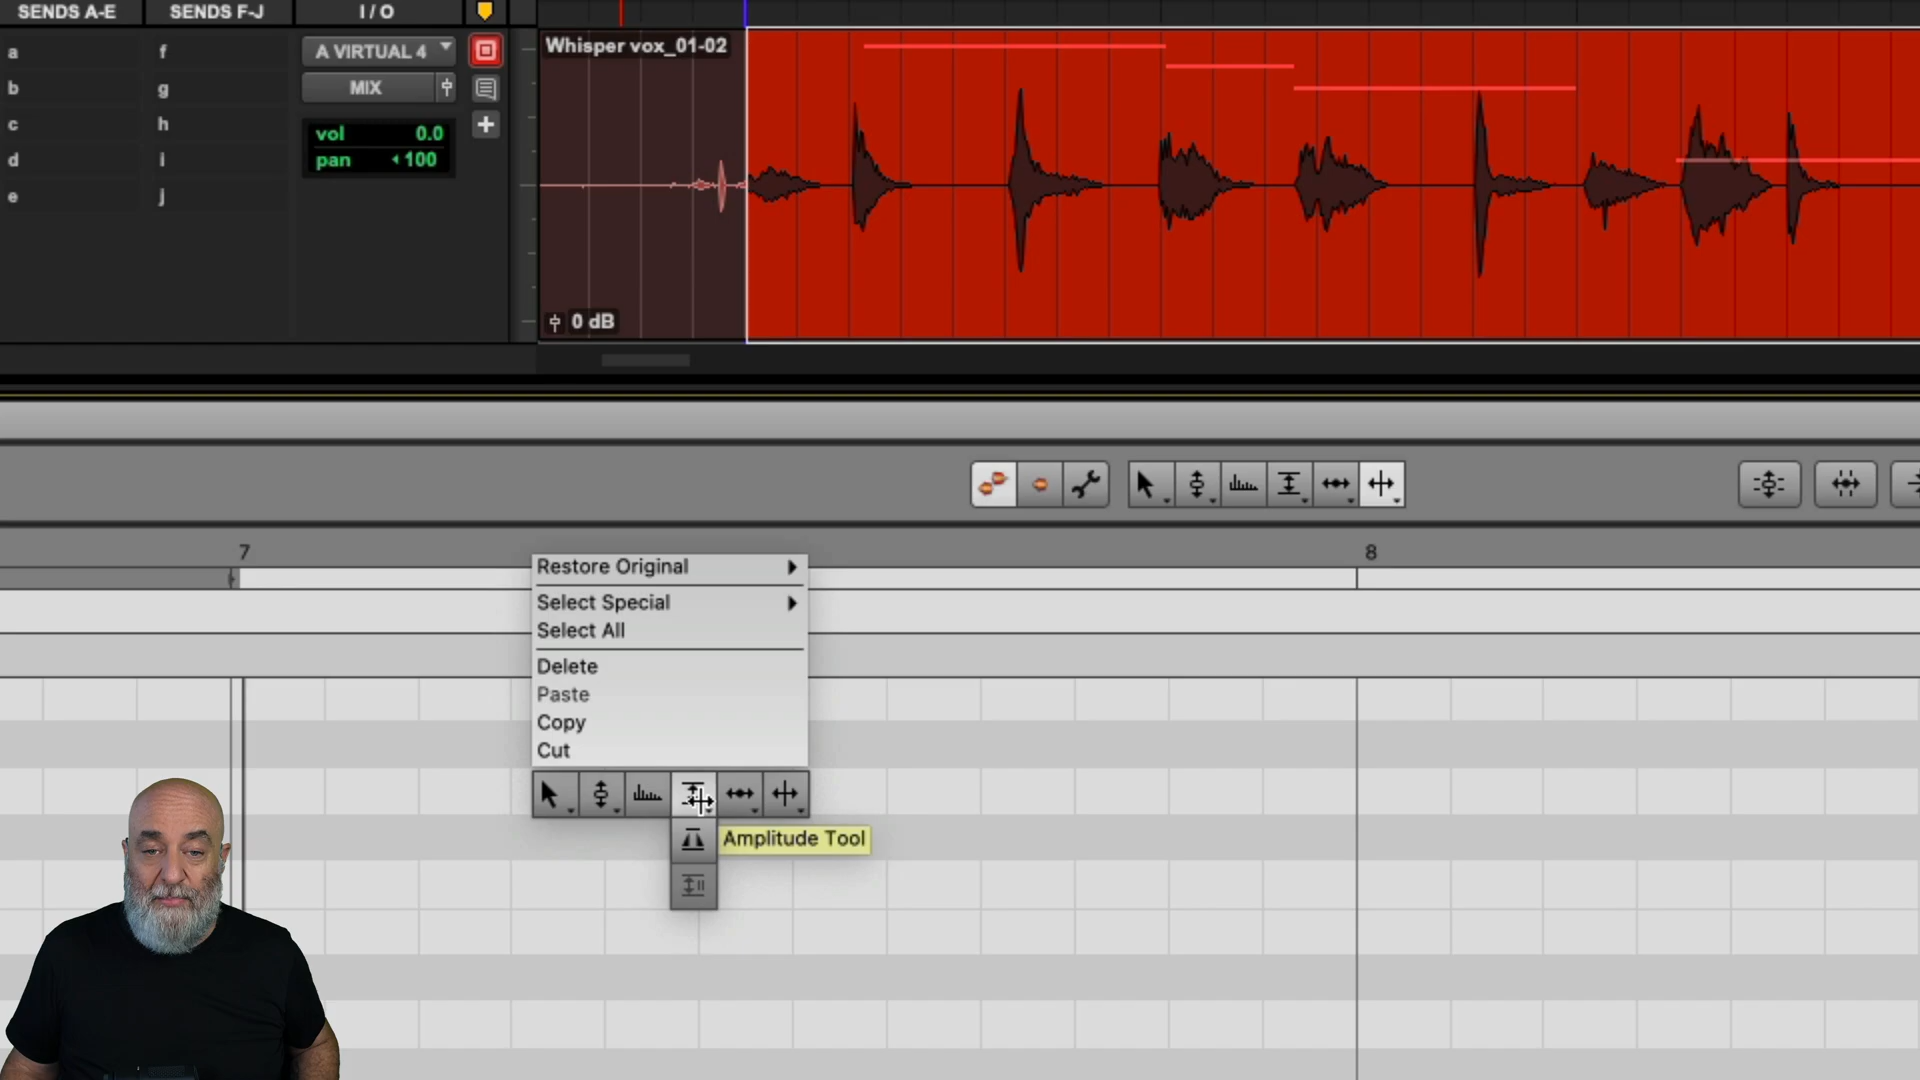 SENDS A-E SENDS F-J I / O
a f A VIRTUAL 4
b g MIX
c h
vol 0.0
d i pan 100
e j
Whisper vox_01-02
0 dB
7 8
Restore Original
Select Special
Select All
Delete
Paste
Copy
Cut
Amplitude Tool